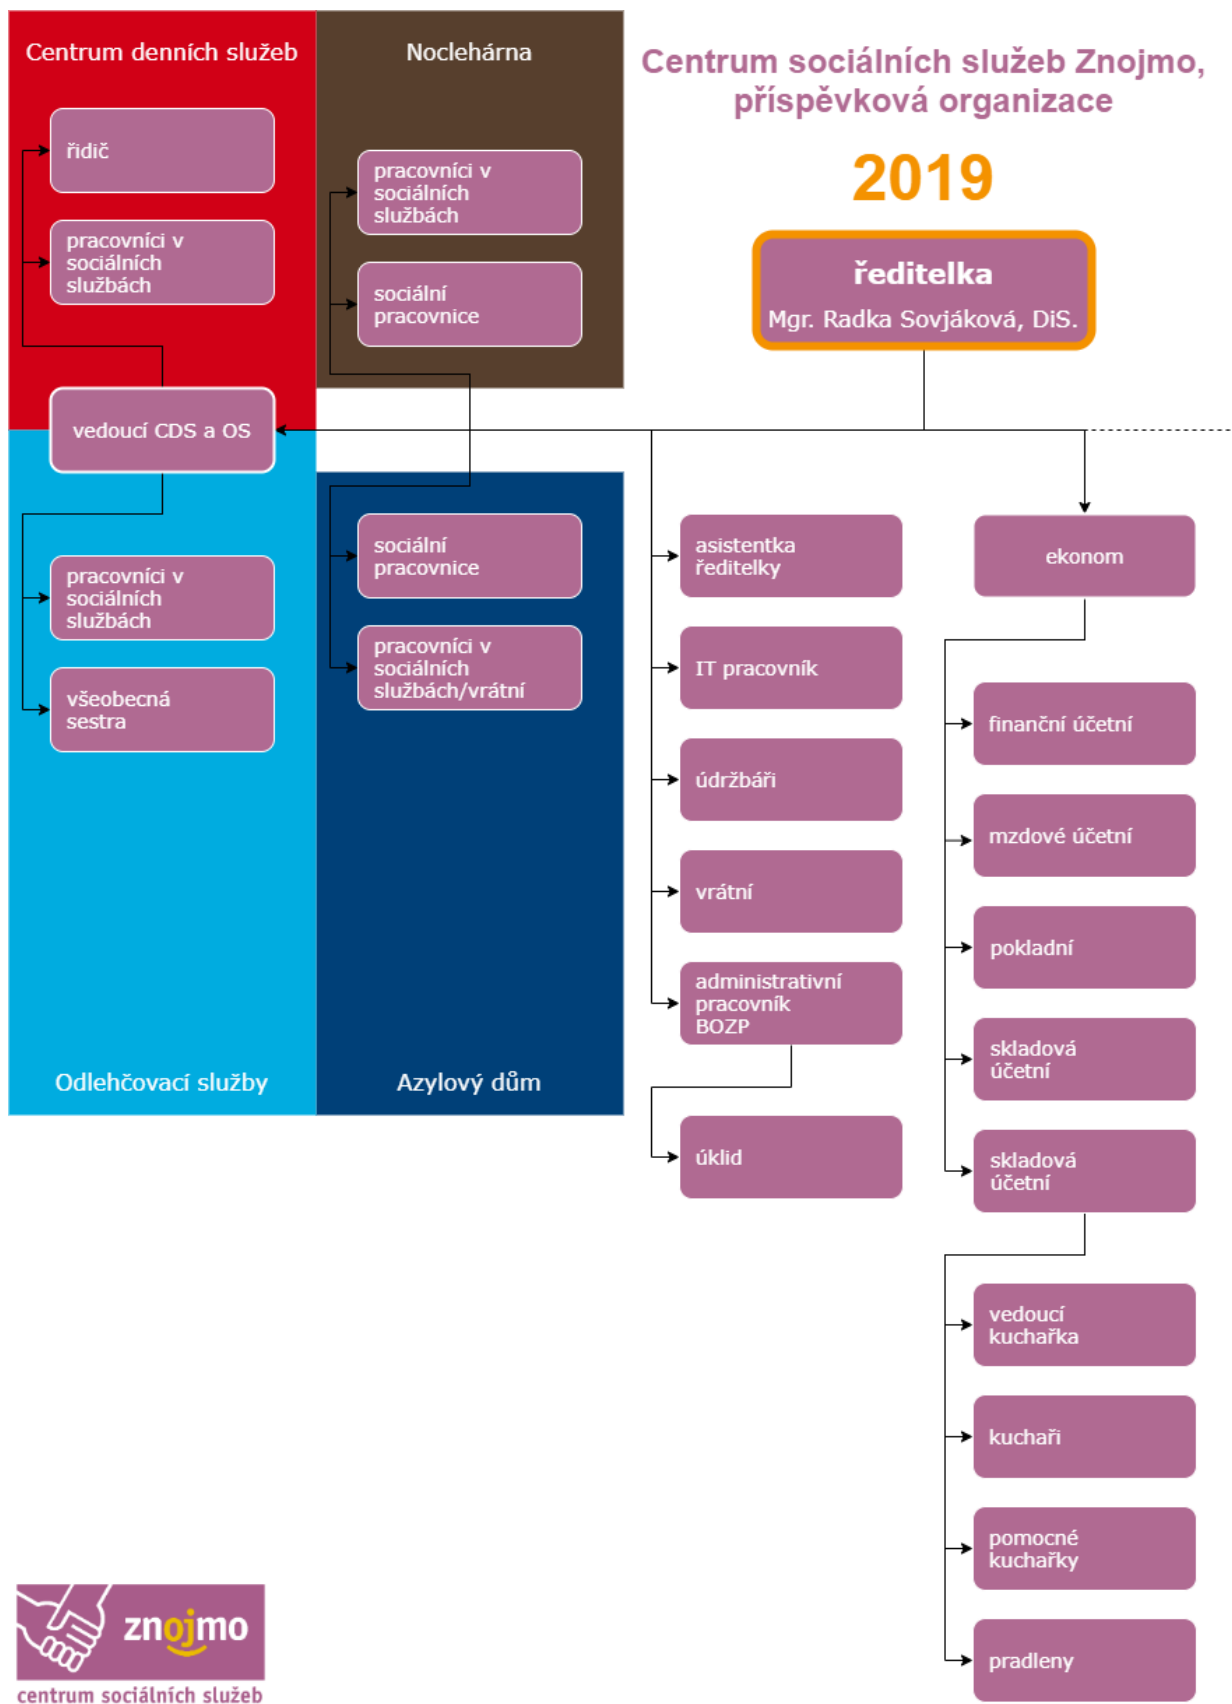 Centrum sociálních služeb Znojmo,
příspěvková organizace
2019
ředitelka
Mgr. Radka Sovjáková, DiS.
Centrum denních služeb
řidič
pracovníci v
sociálních
službách
vedoucí CDS a OS
pracovníci v
sociálních
službách
všeobecná
sestra
Odlehčovací služby
Noclehárna
pracovníci v
sociálních
službách
sociální
pracovnice
sociální
pracovnice
pracovníci v
sociálních
službách/vrátní
Azylový dům
asistentka
ředitelky
IT pracovník
údržbáři
vrátní
administrativní
pracovník
BOZP
úklid
ekonom
finanční účetní
mzdové účetní
pokladní
skladová
účetní
skladová
účetní
vedoucí
kuchařka
kuchaři
pomocné
kuchařky
pradleny
znojmo
centrum sociálních služeb